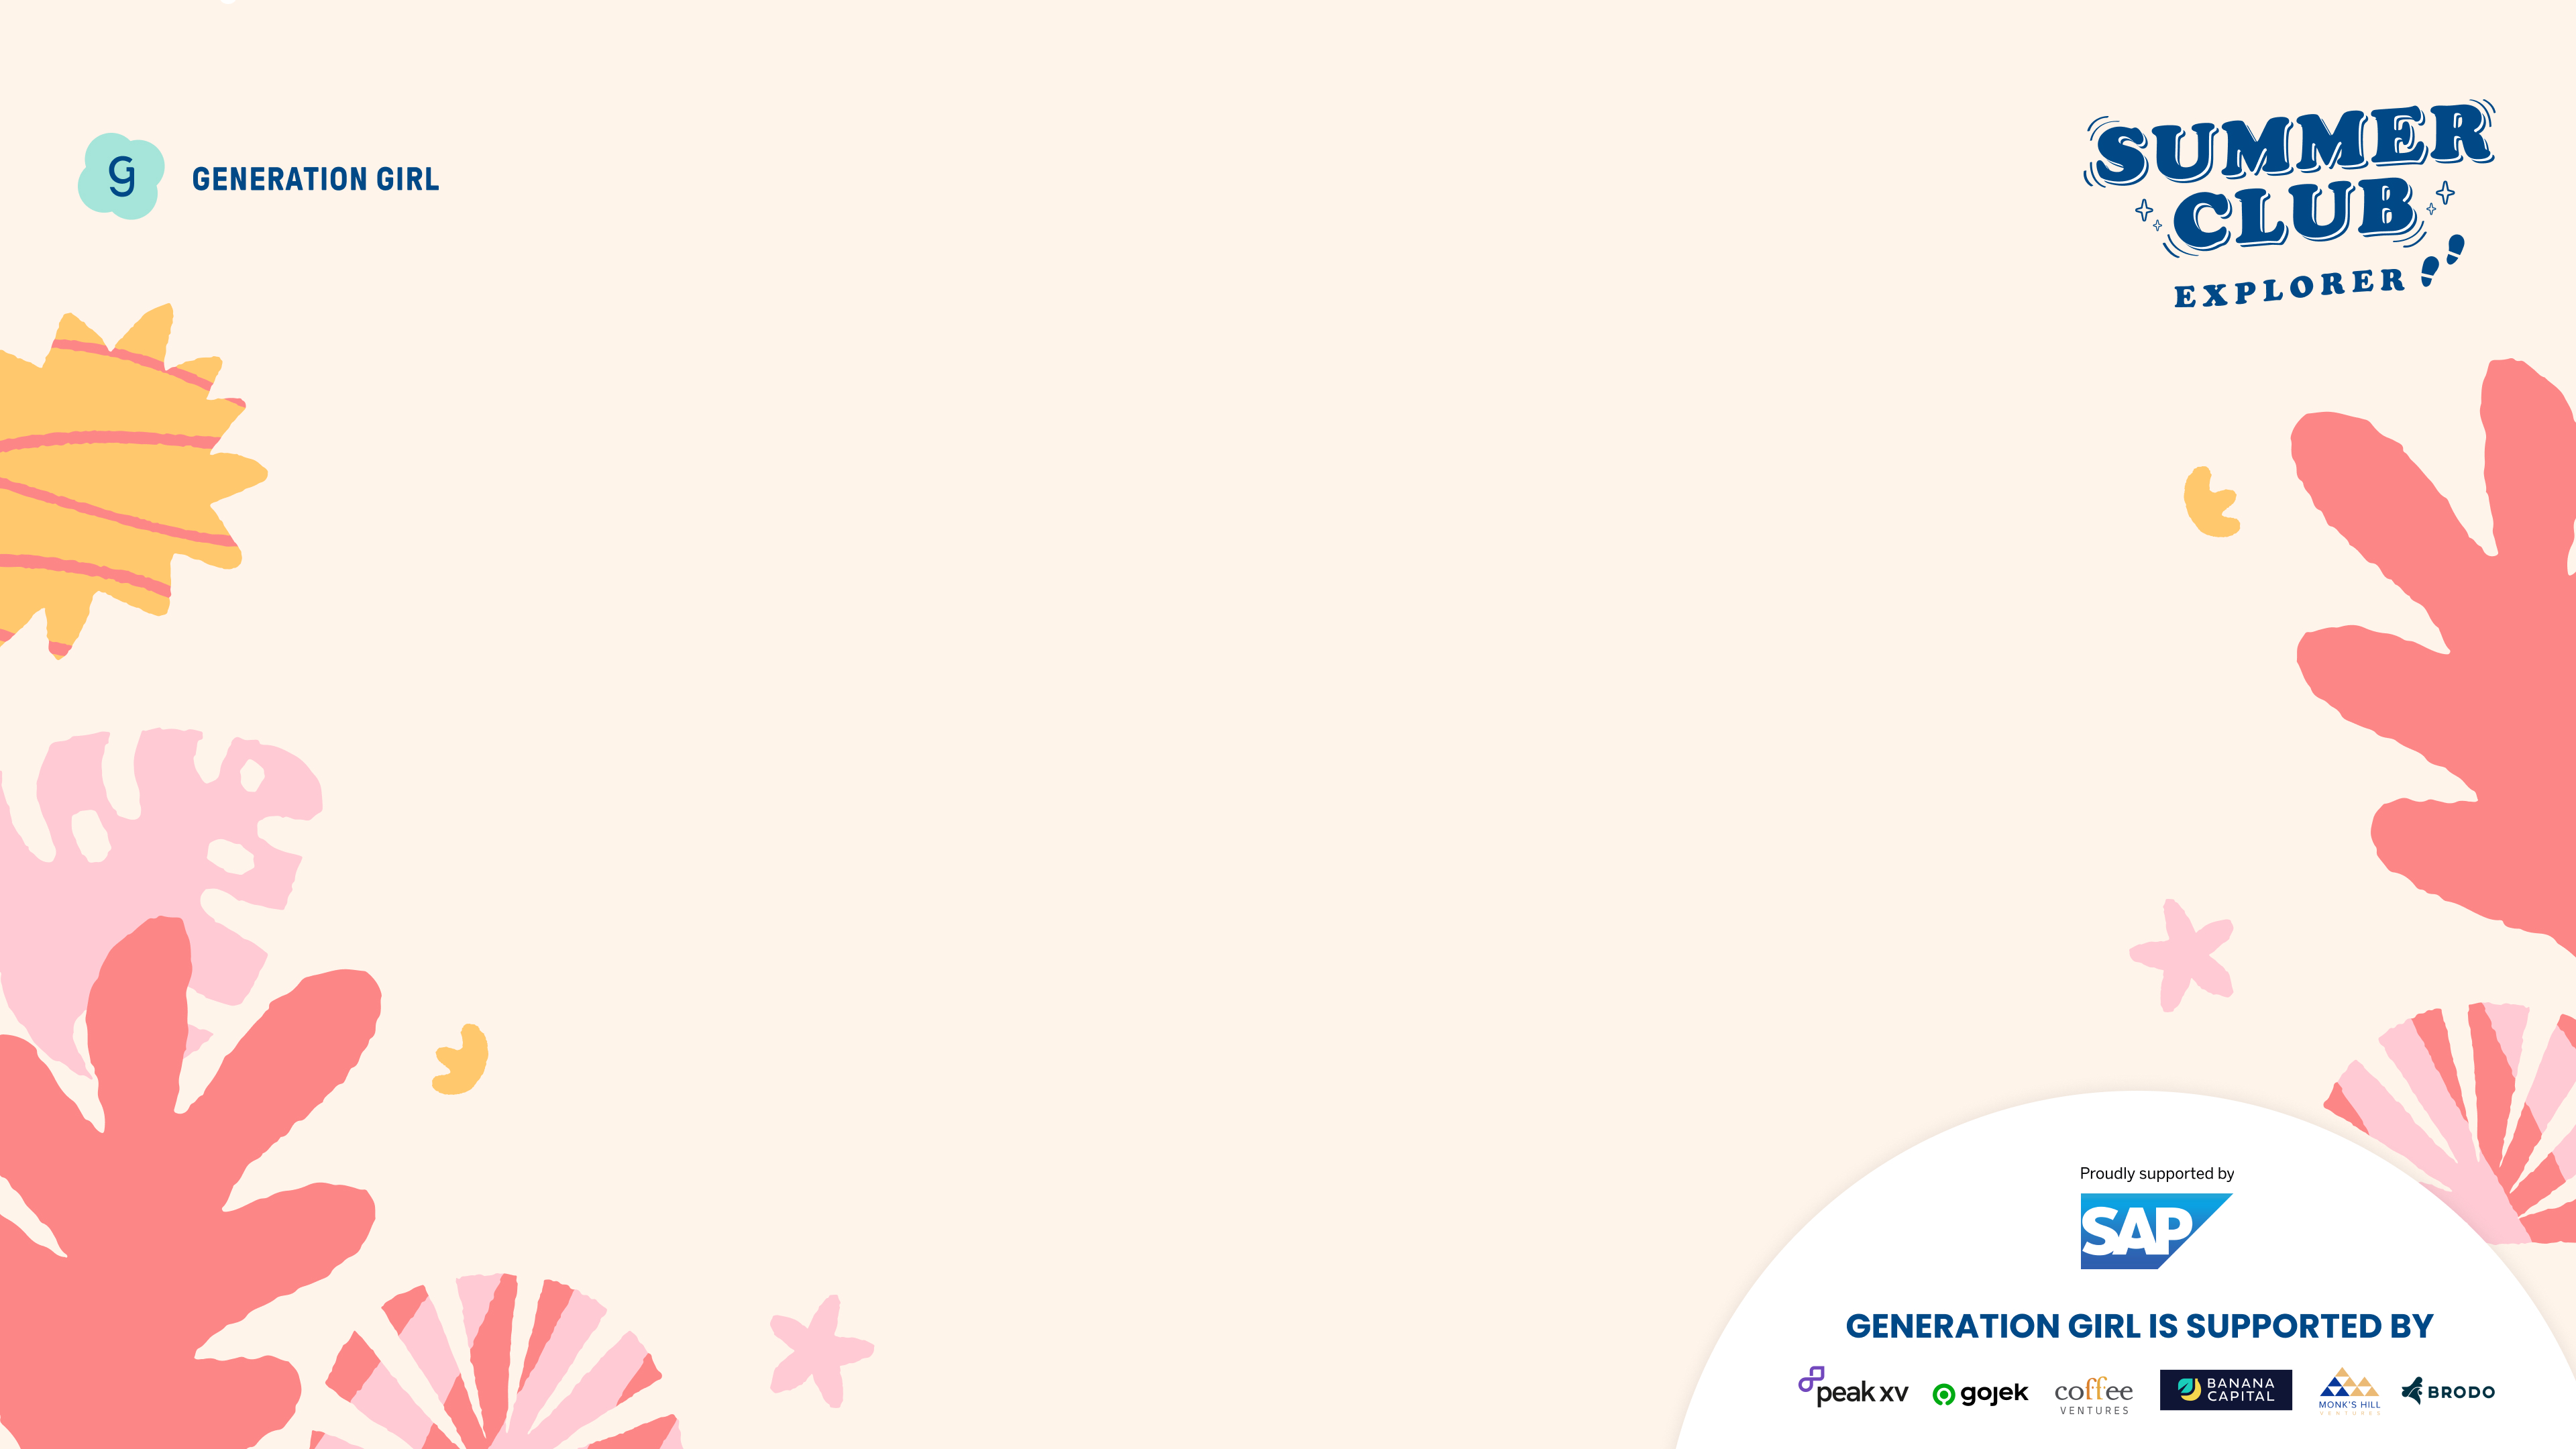 g
GENERATION GIRL
SUMMER
CLUB
EXPLORER
Proudly supported by
SAP
GENERATION GIRL IS SUPPORTED BY
peak xv
gojek
coffee
VENTURES
BANANA
CAPITAL
MONK'S HILL
VENTURES
BRODO